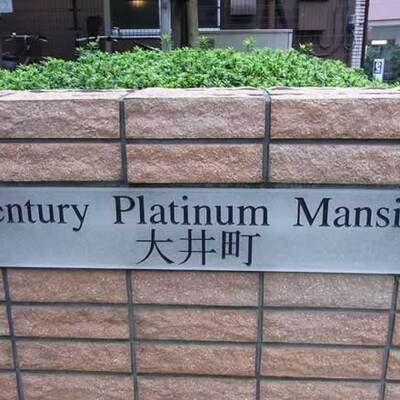 entury Platinum Mansi
大井町